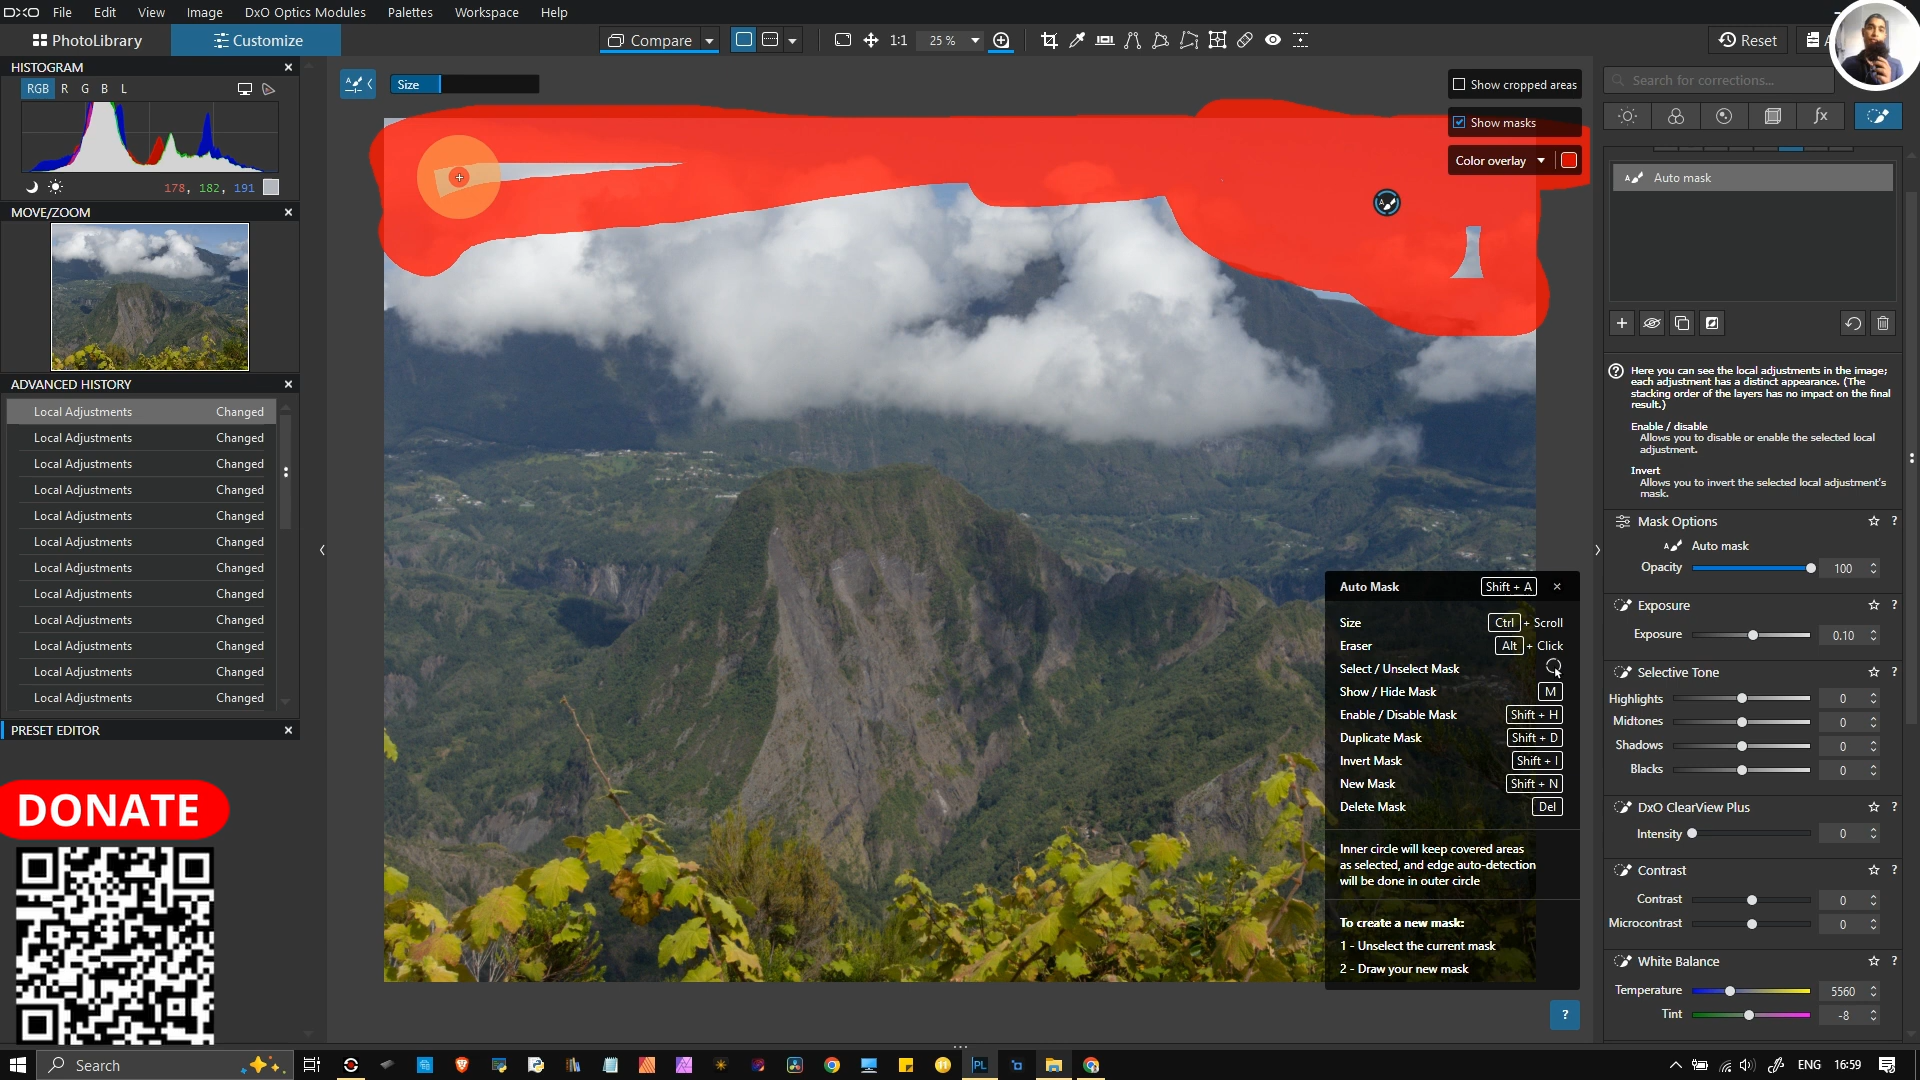 DXO File Edit View Image DxO Optics Modules Palettes Workspace Help
PhotoLibrary Customize Compare 1:1 25 % Reset
HISTOGRAM
RGB R G B L
178, 182, 191
MOVE/ZOOM
ADVANCED HISTORY
Local Adjustments Changed
Local Adjustments Changed
Local Adjustments Changed
Local Adjustments Changed
Local Adjustments Changed
Local Adjustments Changed
Local Adjustments Changed
Local Adjustments Changed
Local Adjustments Changed
Local Adjustments Changed
Local Adjustments Changed
Local Adjustments Changed
PRESET EDITOR
DONATE
Size
Show cropped areas
Show masks
Color overlay
Auto Mask Shift + A
Size Ctrl + Scroll
Eraser Alt + Click
Select / Unselect Mask
Show / Hide Mask M
Enable / Disable Mask Shift + H
Duplicate Mask Shift + D
Invert Mask Shift + I
New Mask Shift + N
Delete Mask Del
Inner circle will keep covered areas
as selected, and edge auto-detection
will be done in outer circle
To create a new mask:
1 - Unselect the current mask
2 - Draw your new mask
?
Search for corrections...
fx
Auto mask
Here you can see the local adjustments in the image;
each adjustment has a distinct appearance. (The
stacking order of the layers has no impact on the final
result.)
Enable / disable
Allows you to disable or enable the selected local
adjustment.
Invert
Allows you to invert the selected local adjustment's
mask.
Mask Options ?
Auto mask
Opacity 100
Exposure ?
Exposure 0.10
Selective Tone ?
Highlights 0
Midtones 0
Shadows 0
Blacks 0
DxO ClearView Plus ?
Intensity 0
Contrast ?
Contrast 0
Microcontrast 0
White Balance ?
Temperature 5560
Tint -8
Search PL ENG 16:59